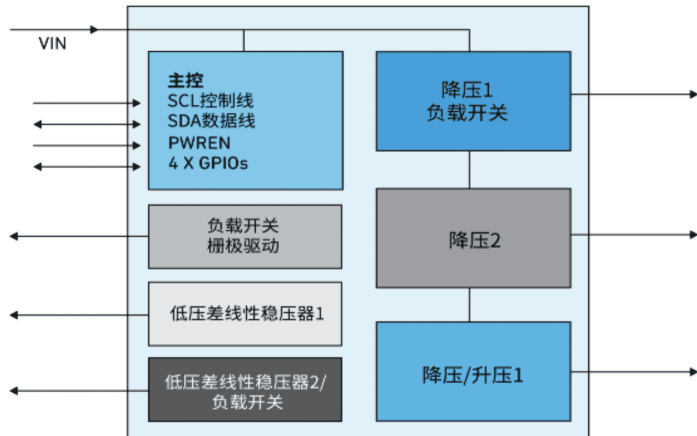 VIN
主控
SCL控制线
SDA数据线
PWREN
4 X GPIOs
负载开关
栅极驱动
低压差线性稳压器1
低压差线性稳压器2/
负载开关
降压1
负载开关
降压2
降压/升压1